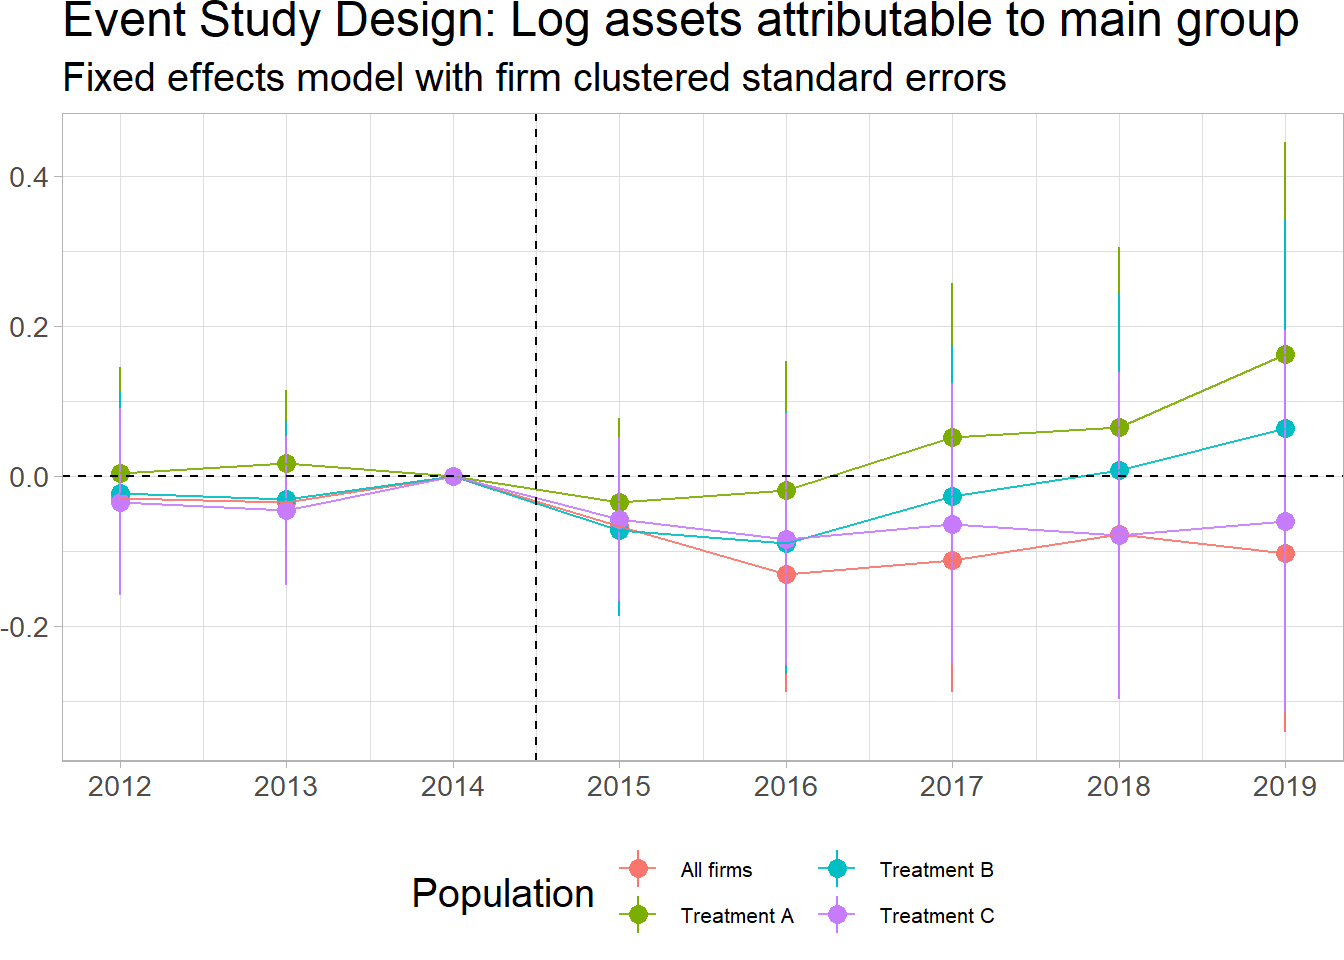 Event Study Design: Log assets attributable to main group
Fixed effects model with firm clustered standard errors
0.4
0.2
0.0
-0.2
2012 2013 2014 2015 2016 2017 2018 2019
Population
All firms
Treatment B
Treatment A
Treatment C